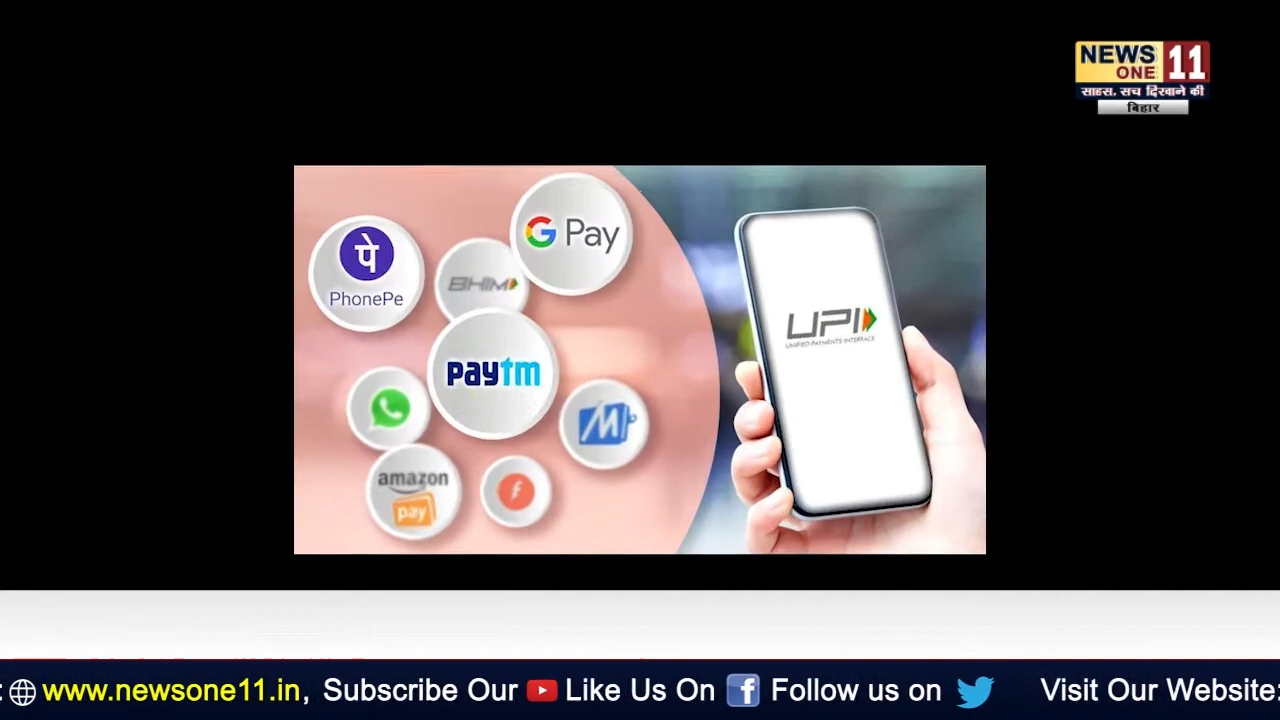 NEWS
ONE 11
साहस, सच दिखाने की
बिहार
G Pay
पे
PhonePe
BHIM
UPI
UNIFIED PAYMENTS INTERFACE
paytm
M
amazon
pay
f
: www.newsone11.in, Subscribe Our Like Us On f Follow us on Visit Our Website: